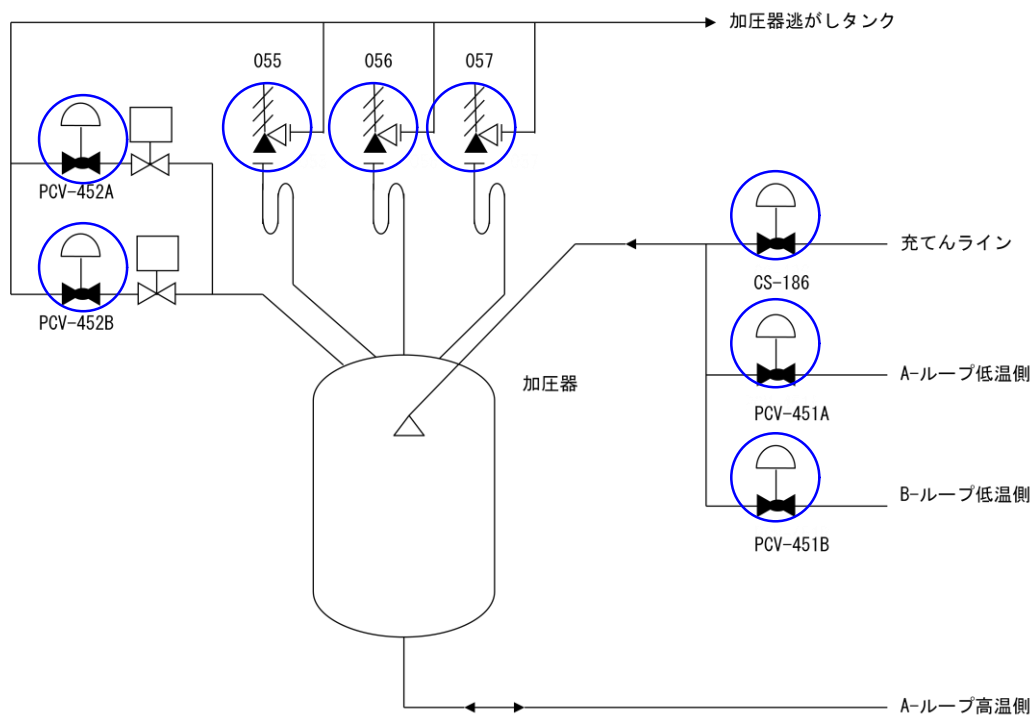 加圧器逃がしタンク
055
056
057
PCV-452A
PCV-452B
充てんライン
CS-186
加圧器
A-ループ低温側
PCV-451A
B-ループ低温側
PCV-451B
A-ループ高温側